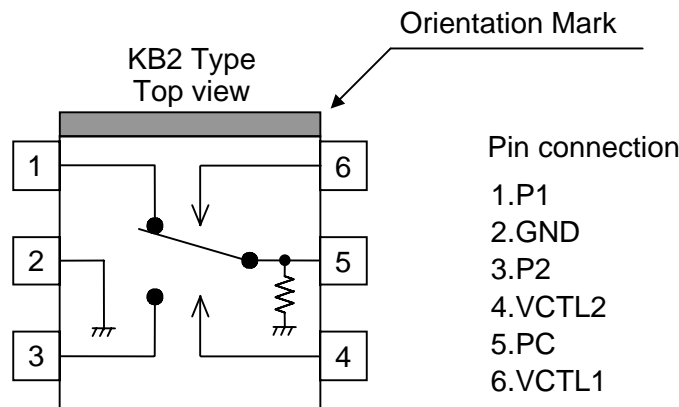 Orientation Mark
KB2 Type
Top view
1
6
2
5
3
4
Pin connection
1.P1
2.GND
3.P2
4.VCTL2
5.PC
6.VCTL1